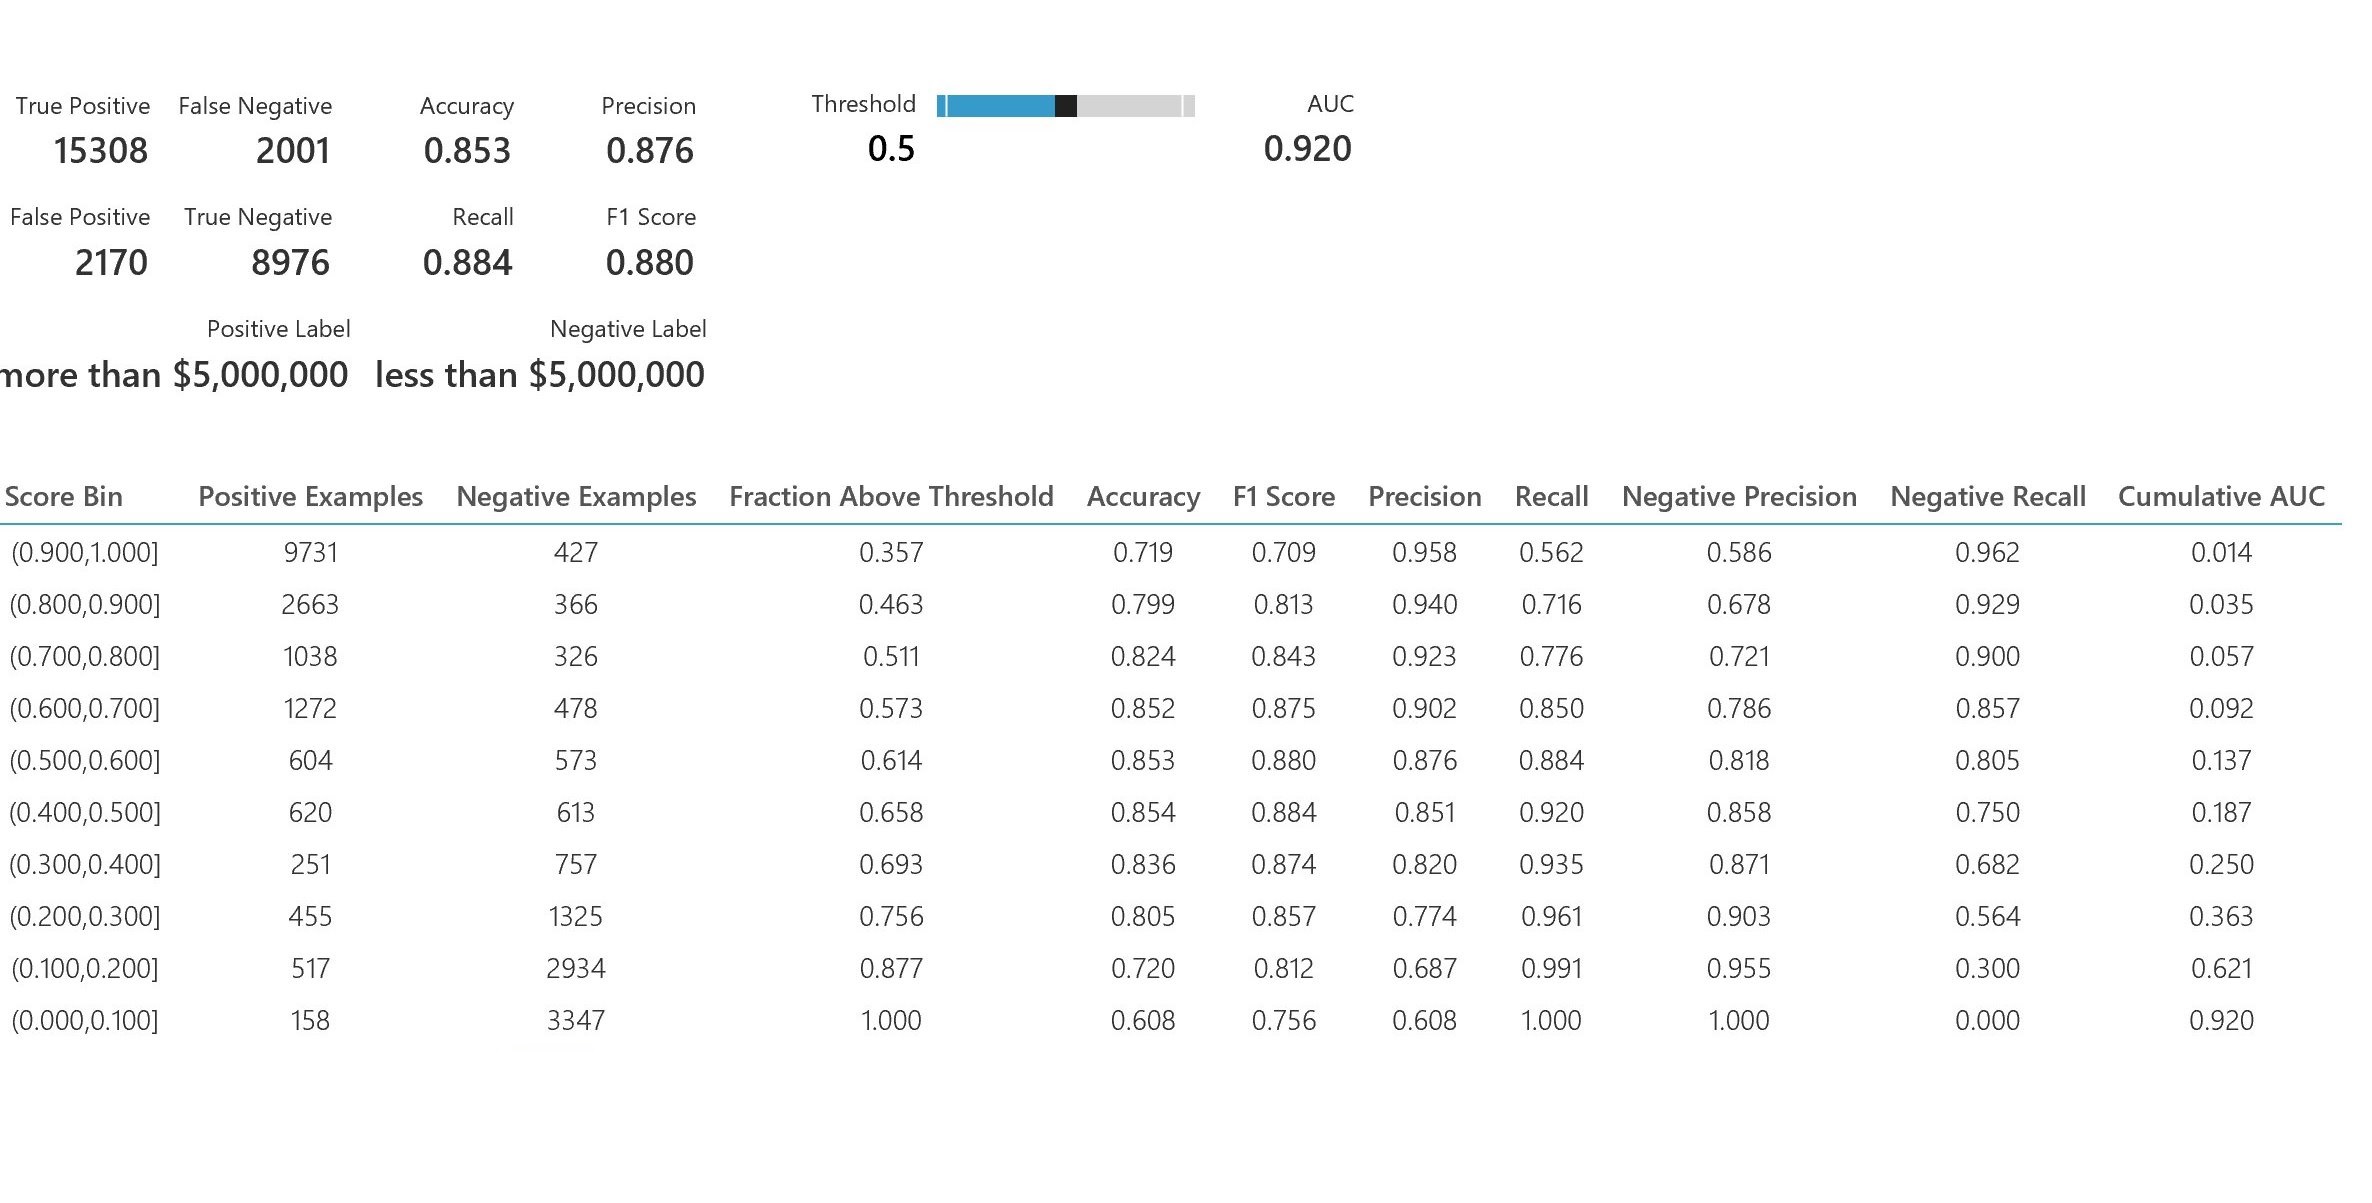 True Positive False Negative Accuracy Precision Threshold AUC
15308 2001 0.853 0.876 0.5 0.920
False Positive True Negative Recall F1 Score
2170 8976 0.884 0.880
Positive Label Negative Label
more than $5,000,000 less than $5,000,000
Score Bin Positive Examples Negative Examples Fraction Above Threshold Accuracy F1 Score Precision Recall Negative Precision Negative Recall Cumulative AUC
(0.900,1.000] 9731 427 0.357 0.719 0.709 0.958 0.562 0.586 0.962 0.014
(0.800,0.900] 2663 366 0.463 0.799 0.813 0.940 0.716 0.678 0.929 0.035
(0.700,0.800] 1038 326 0.511 0.824 0.843 0.923 0.776 0.721 0.900 0.057
(0.600,0.700] 1272 478 0.573 0.852 0.875 0.902 0.850 0.786 0.857 0.092
(0.500,0.600] 604 573 0.614 0.853 0.880 0.876 0.884 0.818 0.805 0.137
(0.400,0.500] 620 613 0.658 0.854 0.884 0.851 0.920 0.858 0.750 0.187
(0.300,0.400] 251 757 0.693 0.836 0.874 0.820 0.935 0.871 0.682 0.250
(0.200,0.300] 455 1325 0.756 0.805 0.857 0.774 0.961 0.903 0.564 0.363
(0.100,0.200] 517 2934 0.877 0.720 0.812 0.687 0.991 0.955 0.300 0.621
(0.000,0.100] 158 3347 1.000 0.608 0.756 0.608 1.000 1.000 0.000 0.920